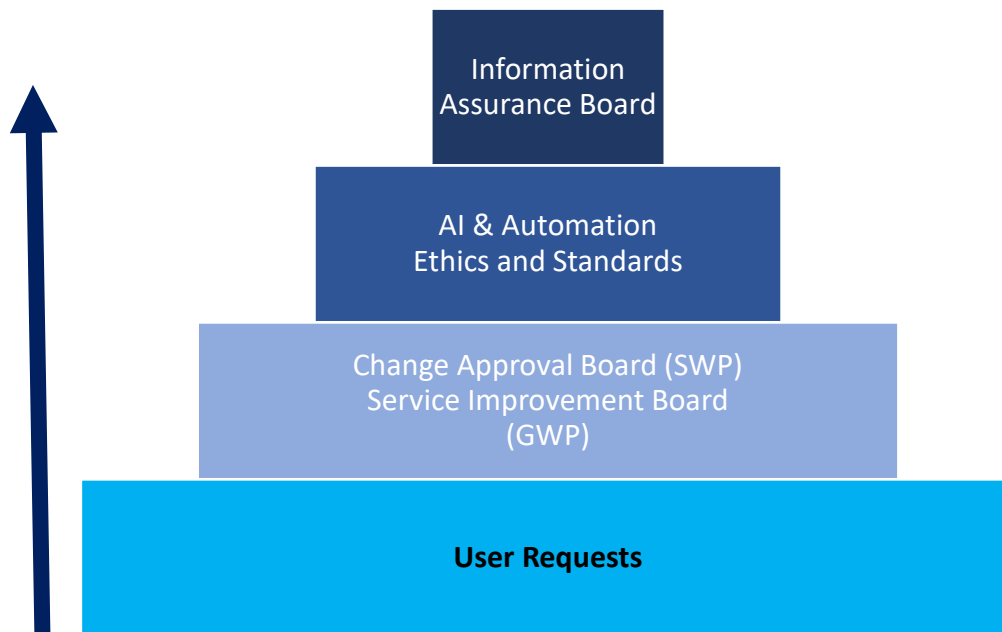 Information
Assurance Board
AI & Automation
Ethics and Standards
Change Approval Board (SWP)
Service Improvement Board
(GWP)
User Requests